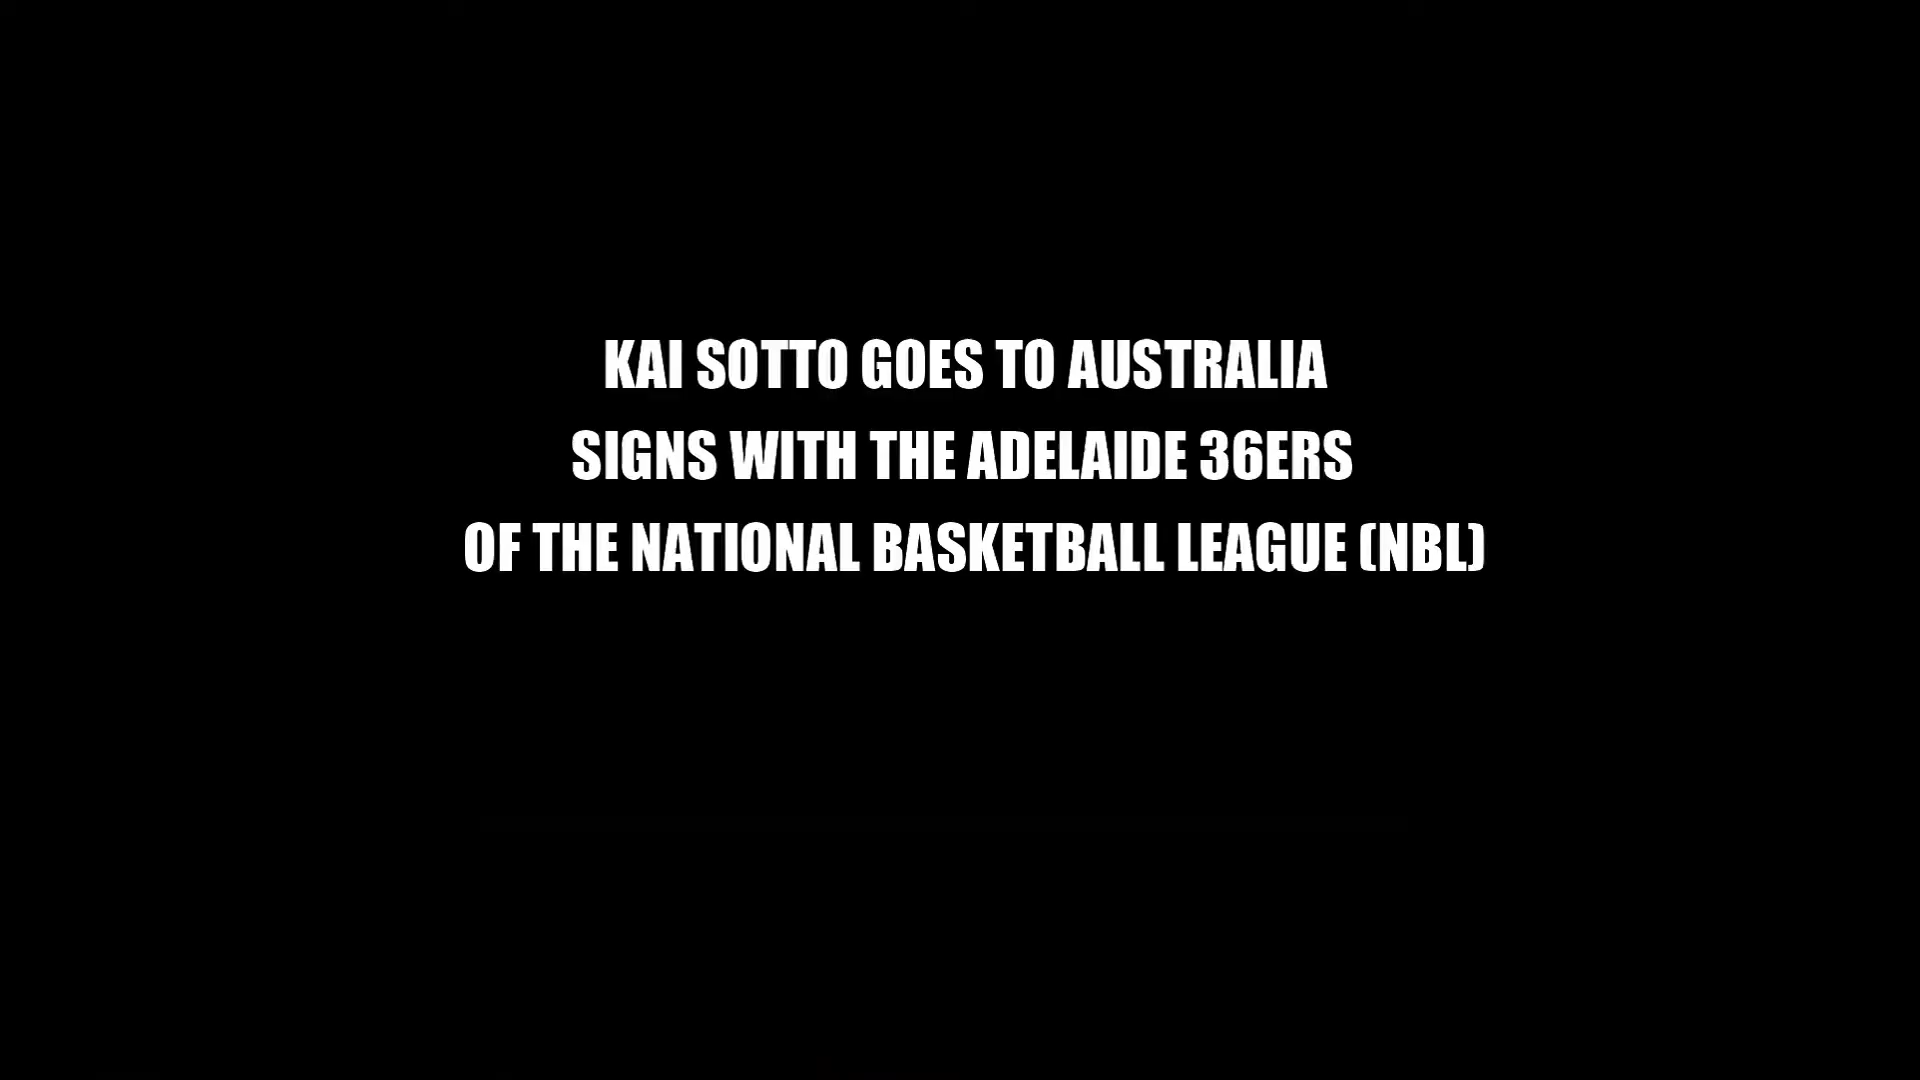 KAI SOTTO GOES TO AUSTRALIA
SIGNS WITH THE ADELAIDE 36ERS
OF THE NATIONAL BASKETBALL LEAGUE (NBL)